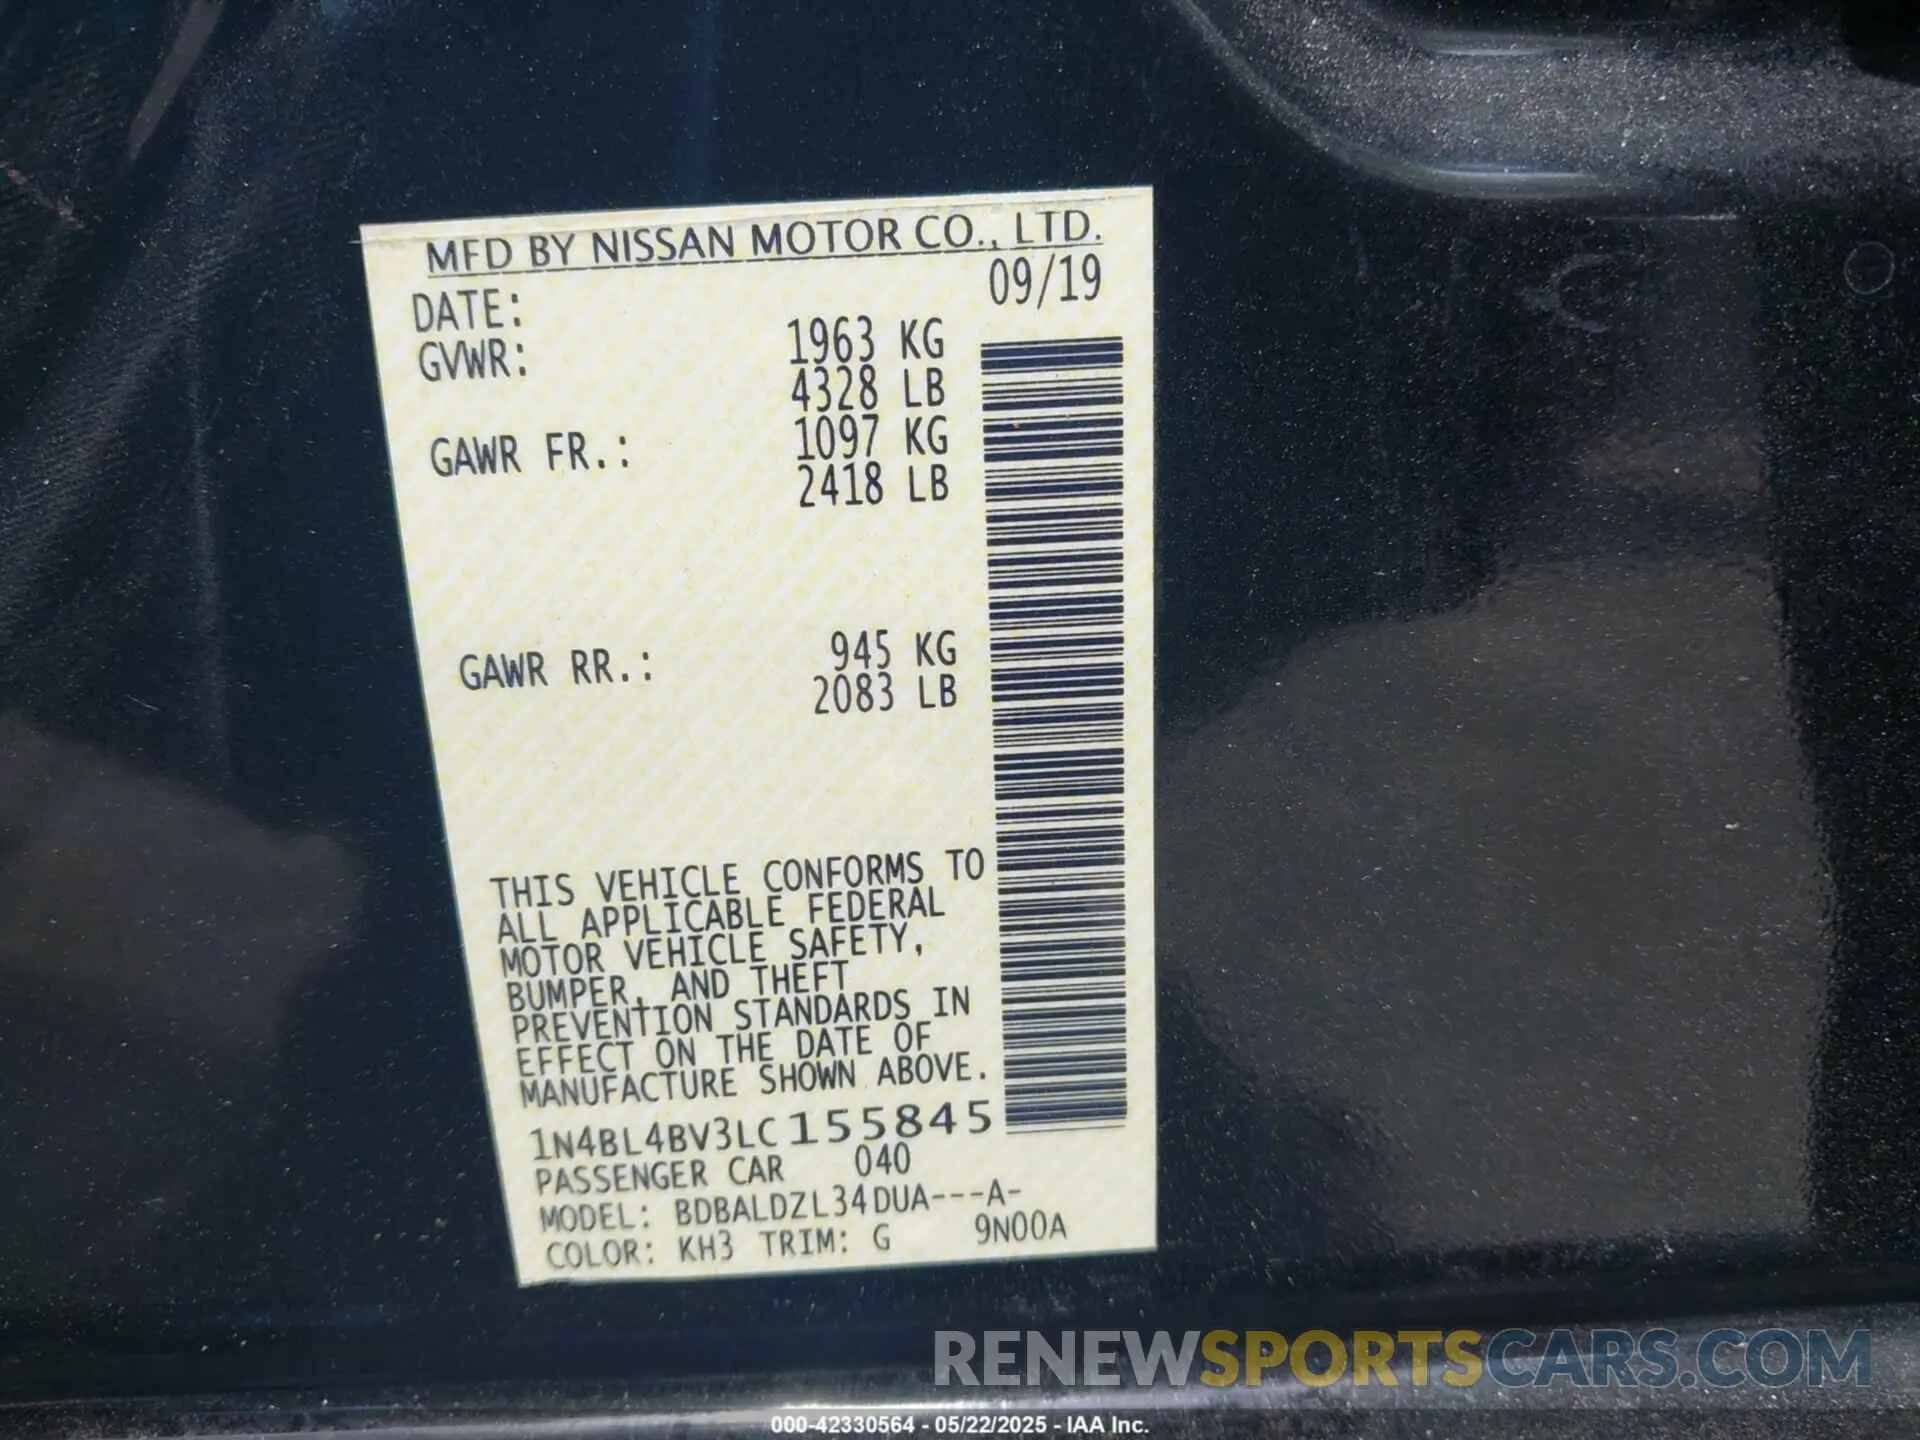 MFD BY NISSAN MOTOR CO., LTD.
DATE: 09/19
GVWR: 1963 KG
4328 LB
GAWR FR.: 1097 KG
2418 LB
GAWR RR.: 945 KG
2083 LB
THIS VEHICLE CONFORMS TO
ALL APPLICABLE FEDERAL
MOTOR VEHICLE SAFETY,
BUMPER, AND THEFT
PREVENTION STANDARDS IN
EFFECT ON THE DATE OF
MANUFACTURE SHOWN ABOVE.
1N4BL4BV3LC155845
PASSENGER CAR 040
MODEL: BDBALDZL34DUA---A-
COLOR: KH3 TRIM: G 9N00A
RENEWSPORTSCARS.COM
000-42330564 - 05/22/2025 - IAA Inc.